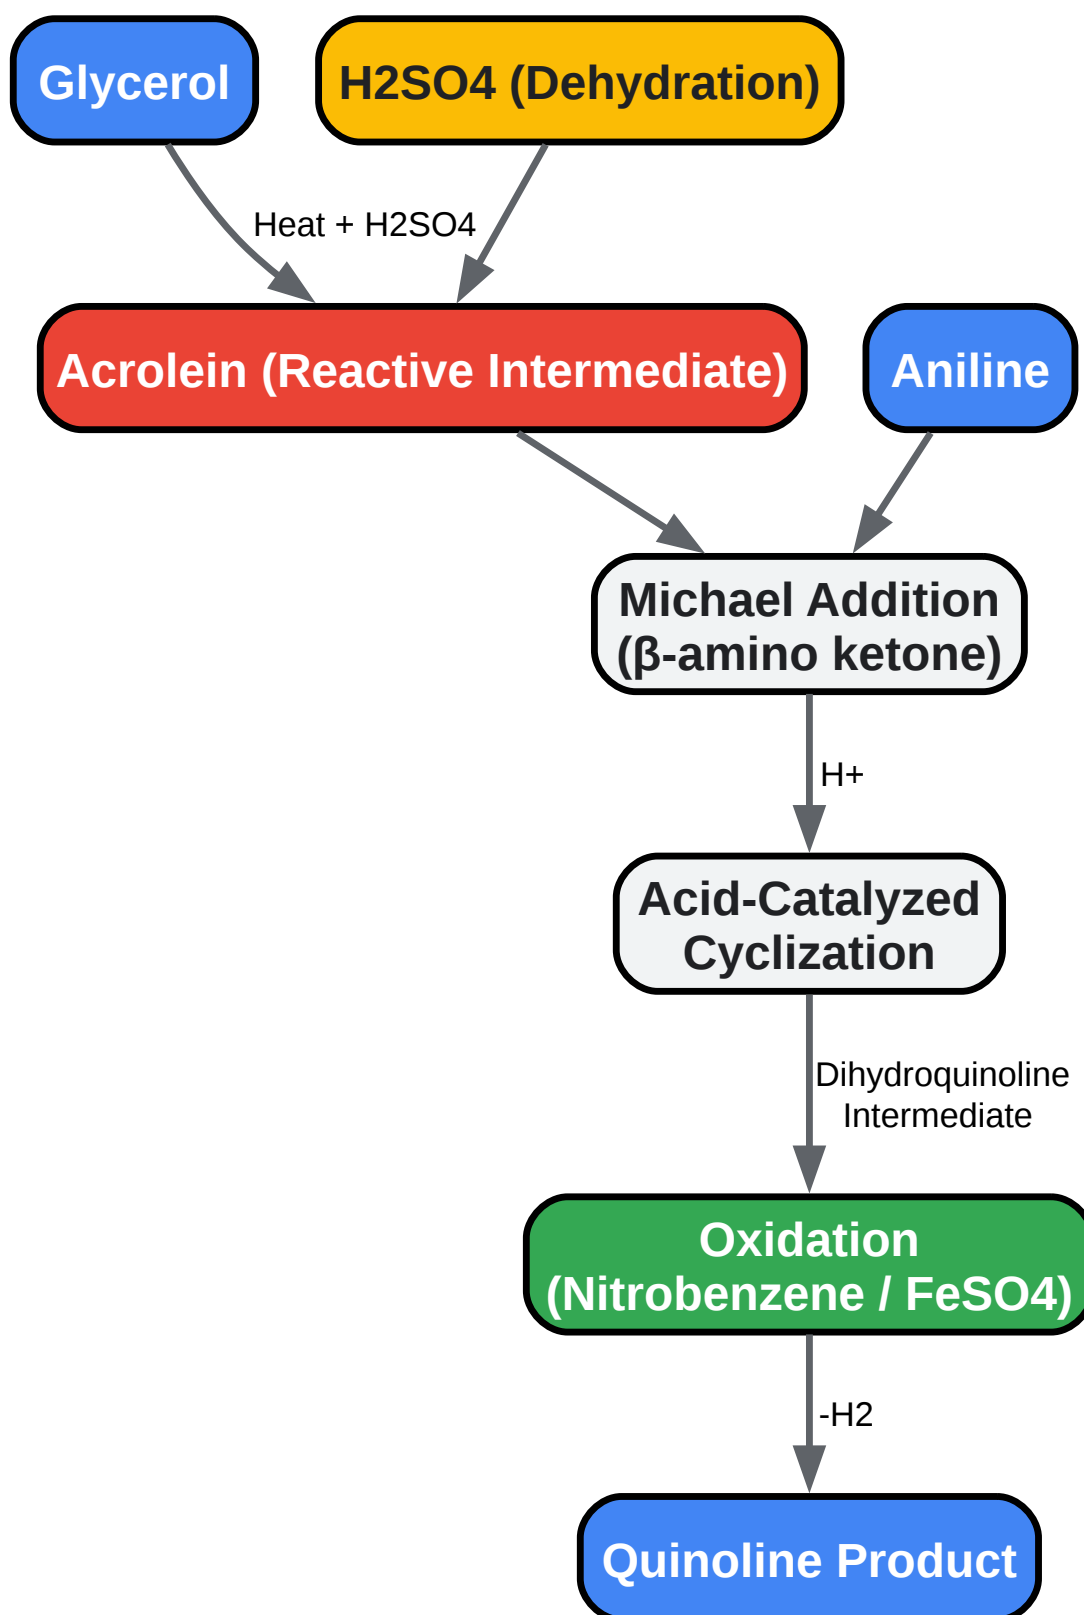 Glycerol
H2SO4 (Dehydration)
Heat + H2SO4
Acrolein (Reactive Intermediate)
Aniline
Michael Addition
(β-amino ketone)
H+
Acid-Catalyzed
Cyclization
Dihydroquinoline
Intermediate
Oxidation
(Nitrobenzene / FeSO4)
-H2
Quinoline Product